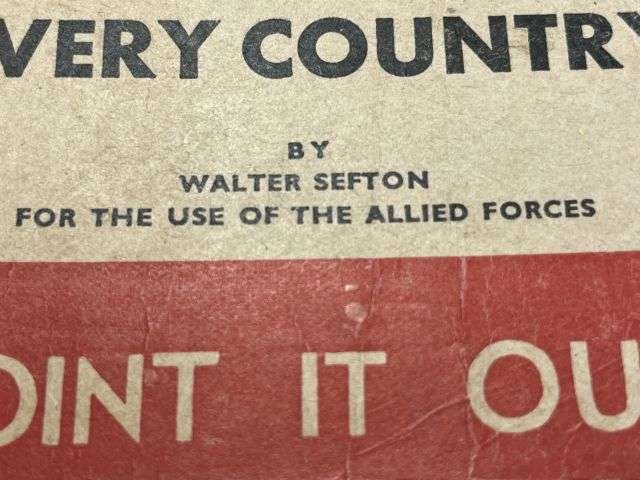 VERY COUNTRY
BY
WALTER SEFTON
FOR THE USE OF THE ALLIED FORCES
OINT IT OU